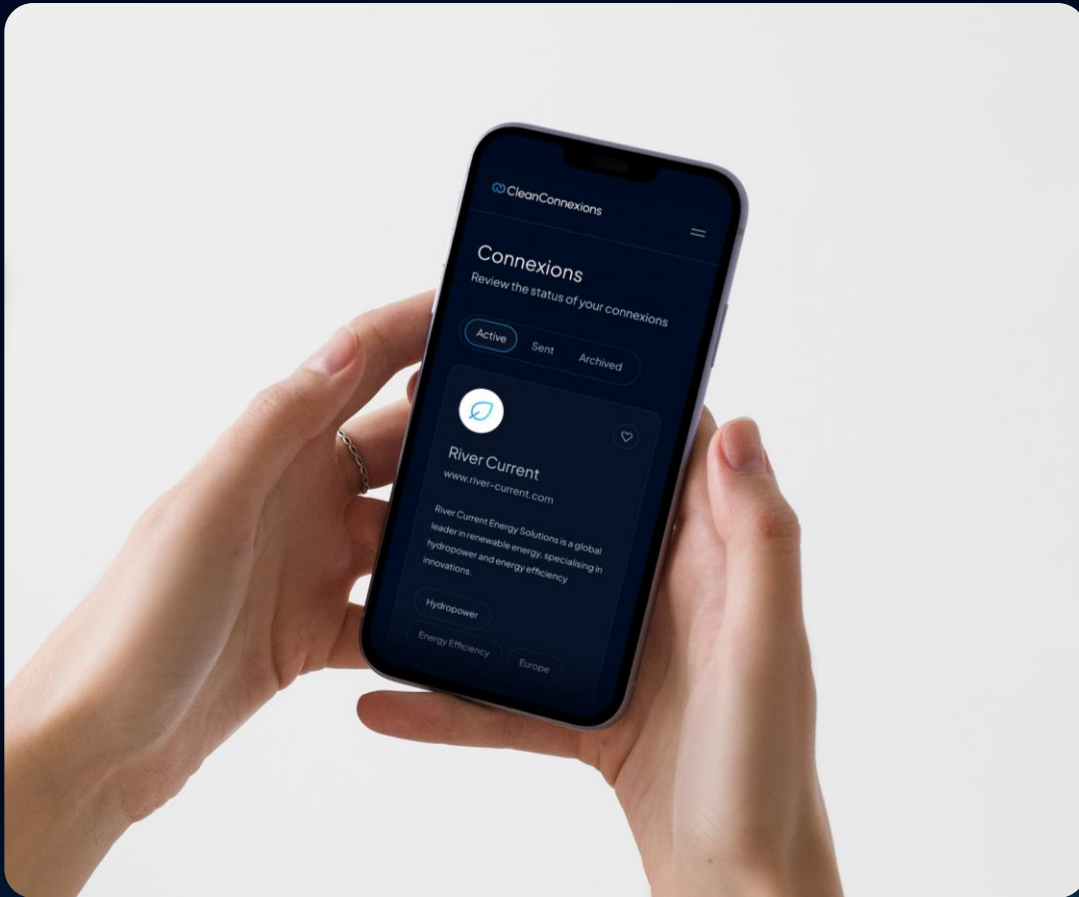 CleanConnexions
Connexions
Review the status of your connexions
Active Sent Archived
River Current
www.river-current.com
River Current Energy Solutions is a global
leader in renewable energy, specialising in
hydropower and energy efficiency
innovations.
Hydropower
Energy Efficiency Europe